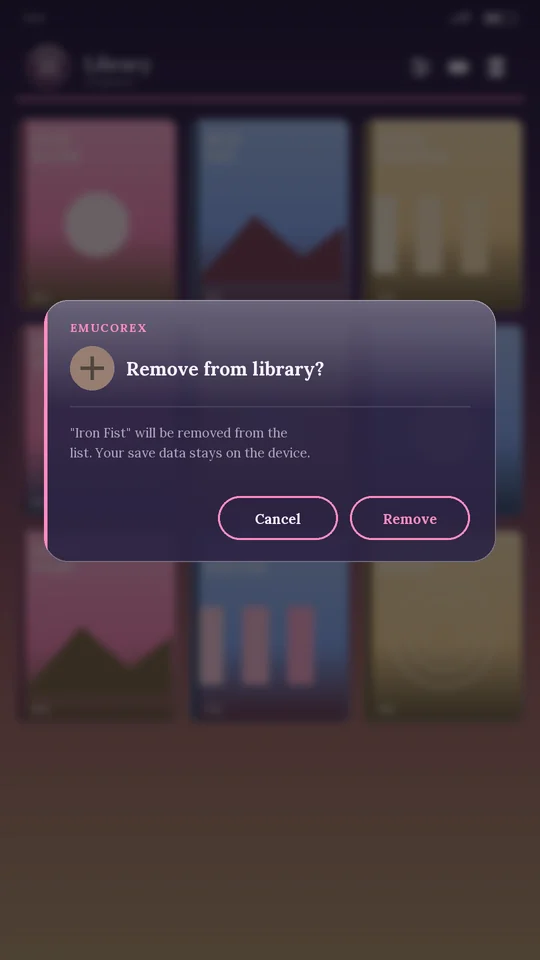 Library
EMUCOREX
Remove from library?
"Iron Fist" will be removed from the
list. Your save data stays on the device.
Cancel
Remove